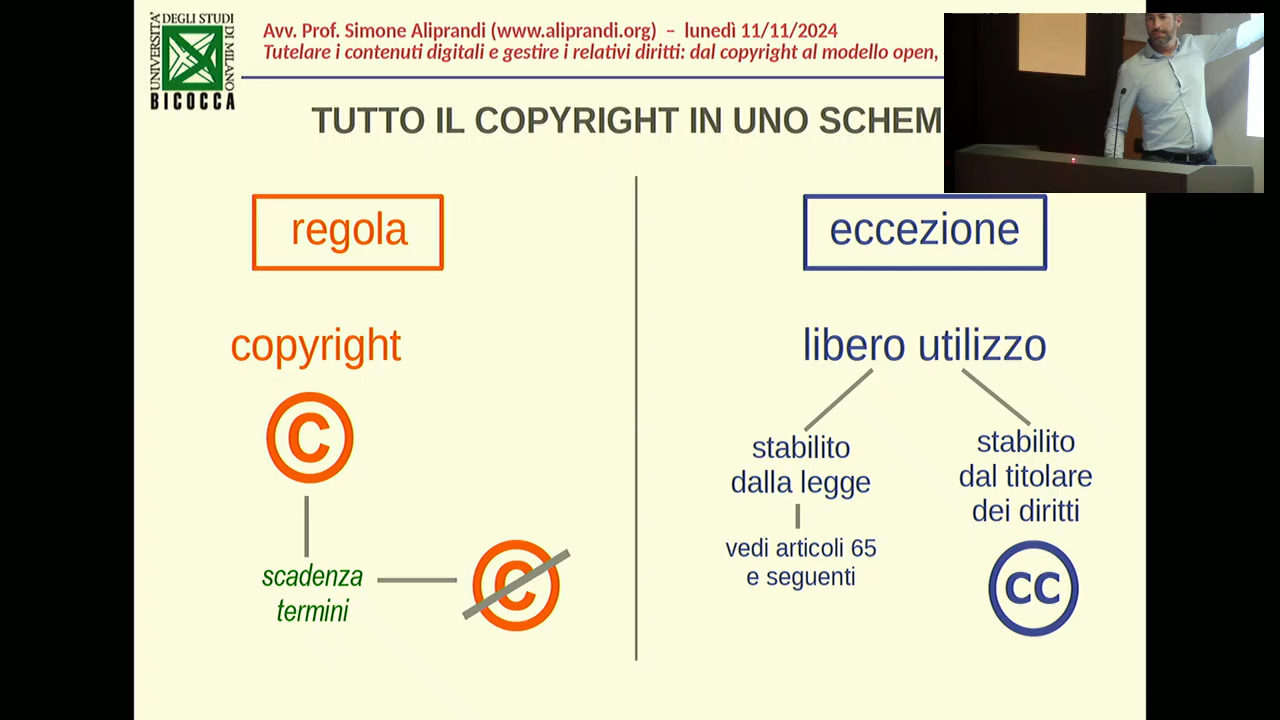 UNIVERSITA'
DEGLI STUDI
DI MILANO
BICOCCA
Avv. Prof. Simone Aliprandi (www.aliprandi.org) – lunedì 11/11/2024
Tutelare i contenuti digitali e gestire i relativi diritti: dal copyright al modello open,
TUTTO IL COPYRIGHT IN UNO SCHEM
regola
eccezione
copyright
libero utilizzo
C
stabilito
dalla legge
stabilito
dal titolare
dei diritti
vedi articoli 65
e seguenti
scadenza
termini
C
CC